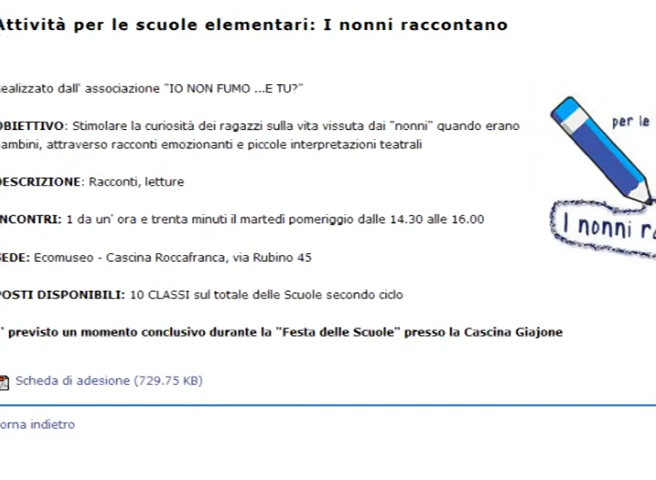 Attività per le scuole elementari: I nonni raccontano
ealizzato dall' associazione "IO NON FUMO ...E TU?"
OBIETTIVO: Stimolare la curiosità dei ragazzi sulla vita vissuta dai "nonni" quando erano
ambini, attraverso racconti emozionanti e piccole interpretazioni teatrali
per le
DESCRIZIONE: Racconti, letture
NCONTRI: 1 da un' ora e trenta minuti il martedì pomeriggio dalle 14.30 alle 16.00
I nonni ra
SEDE: Ecomuseo - Cascina Roccafranca, via Rubino 45
POSTI DISPONIBILI: 10 CLASSI sul totale delle Scuole secondo ciclo
' previsto un momento conclusivo durante la "Festa delle Scuole" presso la Cascina Giajone
Scheda di adesione (729.75 KB)
orna indietro